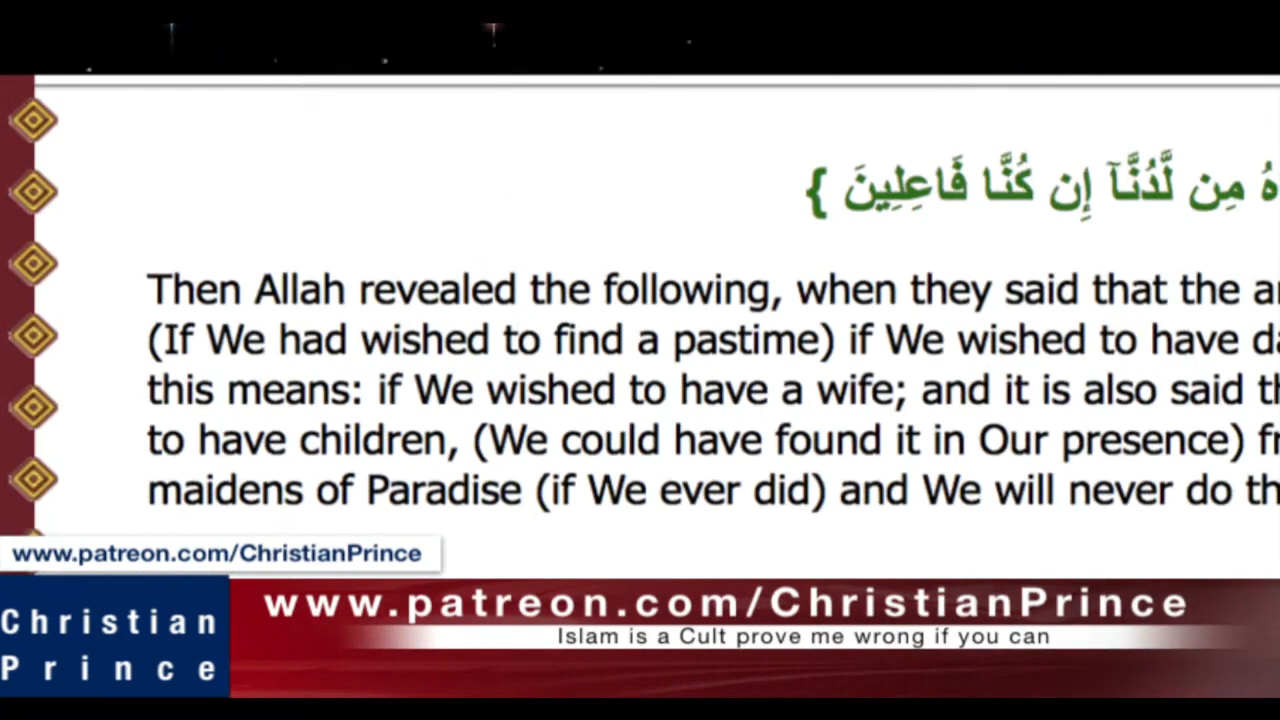 مِن لَّدُنَّآ إِن كُنَّا فَاعِلِينَ }
Then Allah revealed the following, when they said that the
(If We had wished to find a pastime) if We wished to have
this means: if We wished to have a wife; and it is also said
to have children, (We could have found it in Our presence)
maidens of Paradise (if We ever did) and We will never do
www.patreon.com/ChristianPrince
www.patreon.com/ChristianPrince
Islam is a Cult prove me wrong if you can
Christian
Prince